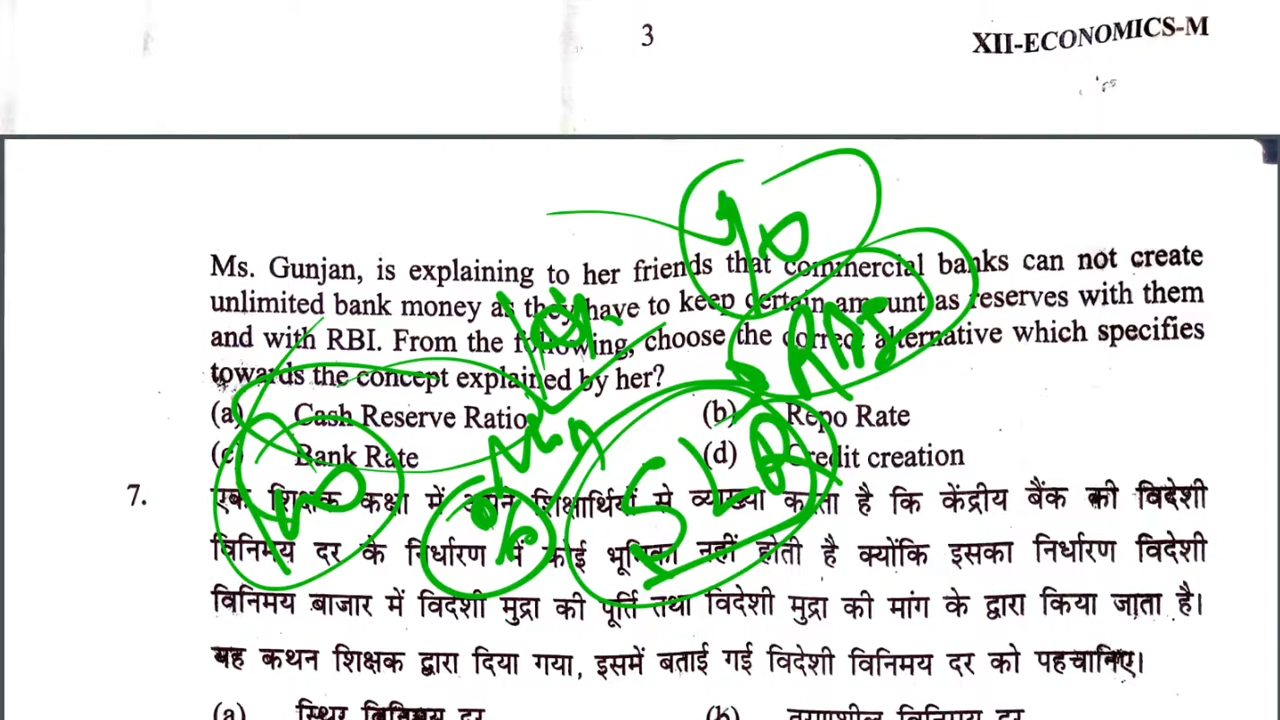 3
XII-ECONOMICS-M
Ms. Gunjan, is explaining to her friends that commercial banks can not create
unlimited bank money as they have to keep certain amount as reserves with them
and with RBI. From the following, choose the correct alternative which specifies
towards the concept explained by her?
(a) Cash Reserve Ratio (b) Repo Rate
(c) Bank Rate (d) Credit creation
SLR
7. एक शिक्षक कक्षा में अपने शिक्षार्थियों से व्याख्या करता है कि केंद्रीय बैंक की विदेशी
विनिमय दर के निर्धारण में कोई भूमिका नहीं होती है क्योंकि इसका निर्धारण विदेशी
विनिमय बाजार में विदेशी मुद्रा की पूर्ति तथा विदेशी मुद्रा की मांग के द्वारा किया जाता है।
यह कथन शिक्षक द्वारा दिया गया, इसमें बताई गई विदेशी विनिमय दर को पहचानिए।
(a) स्थिर विनिमय दर (b) विनिमय दर